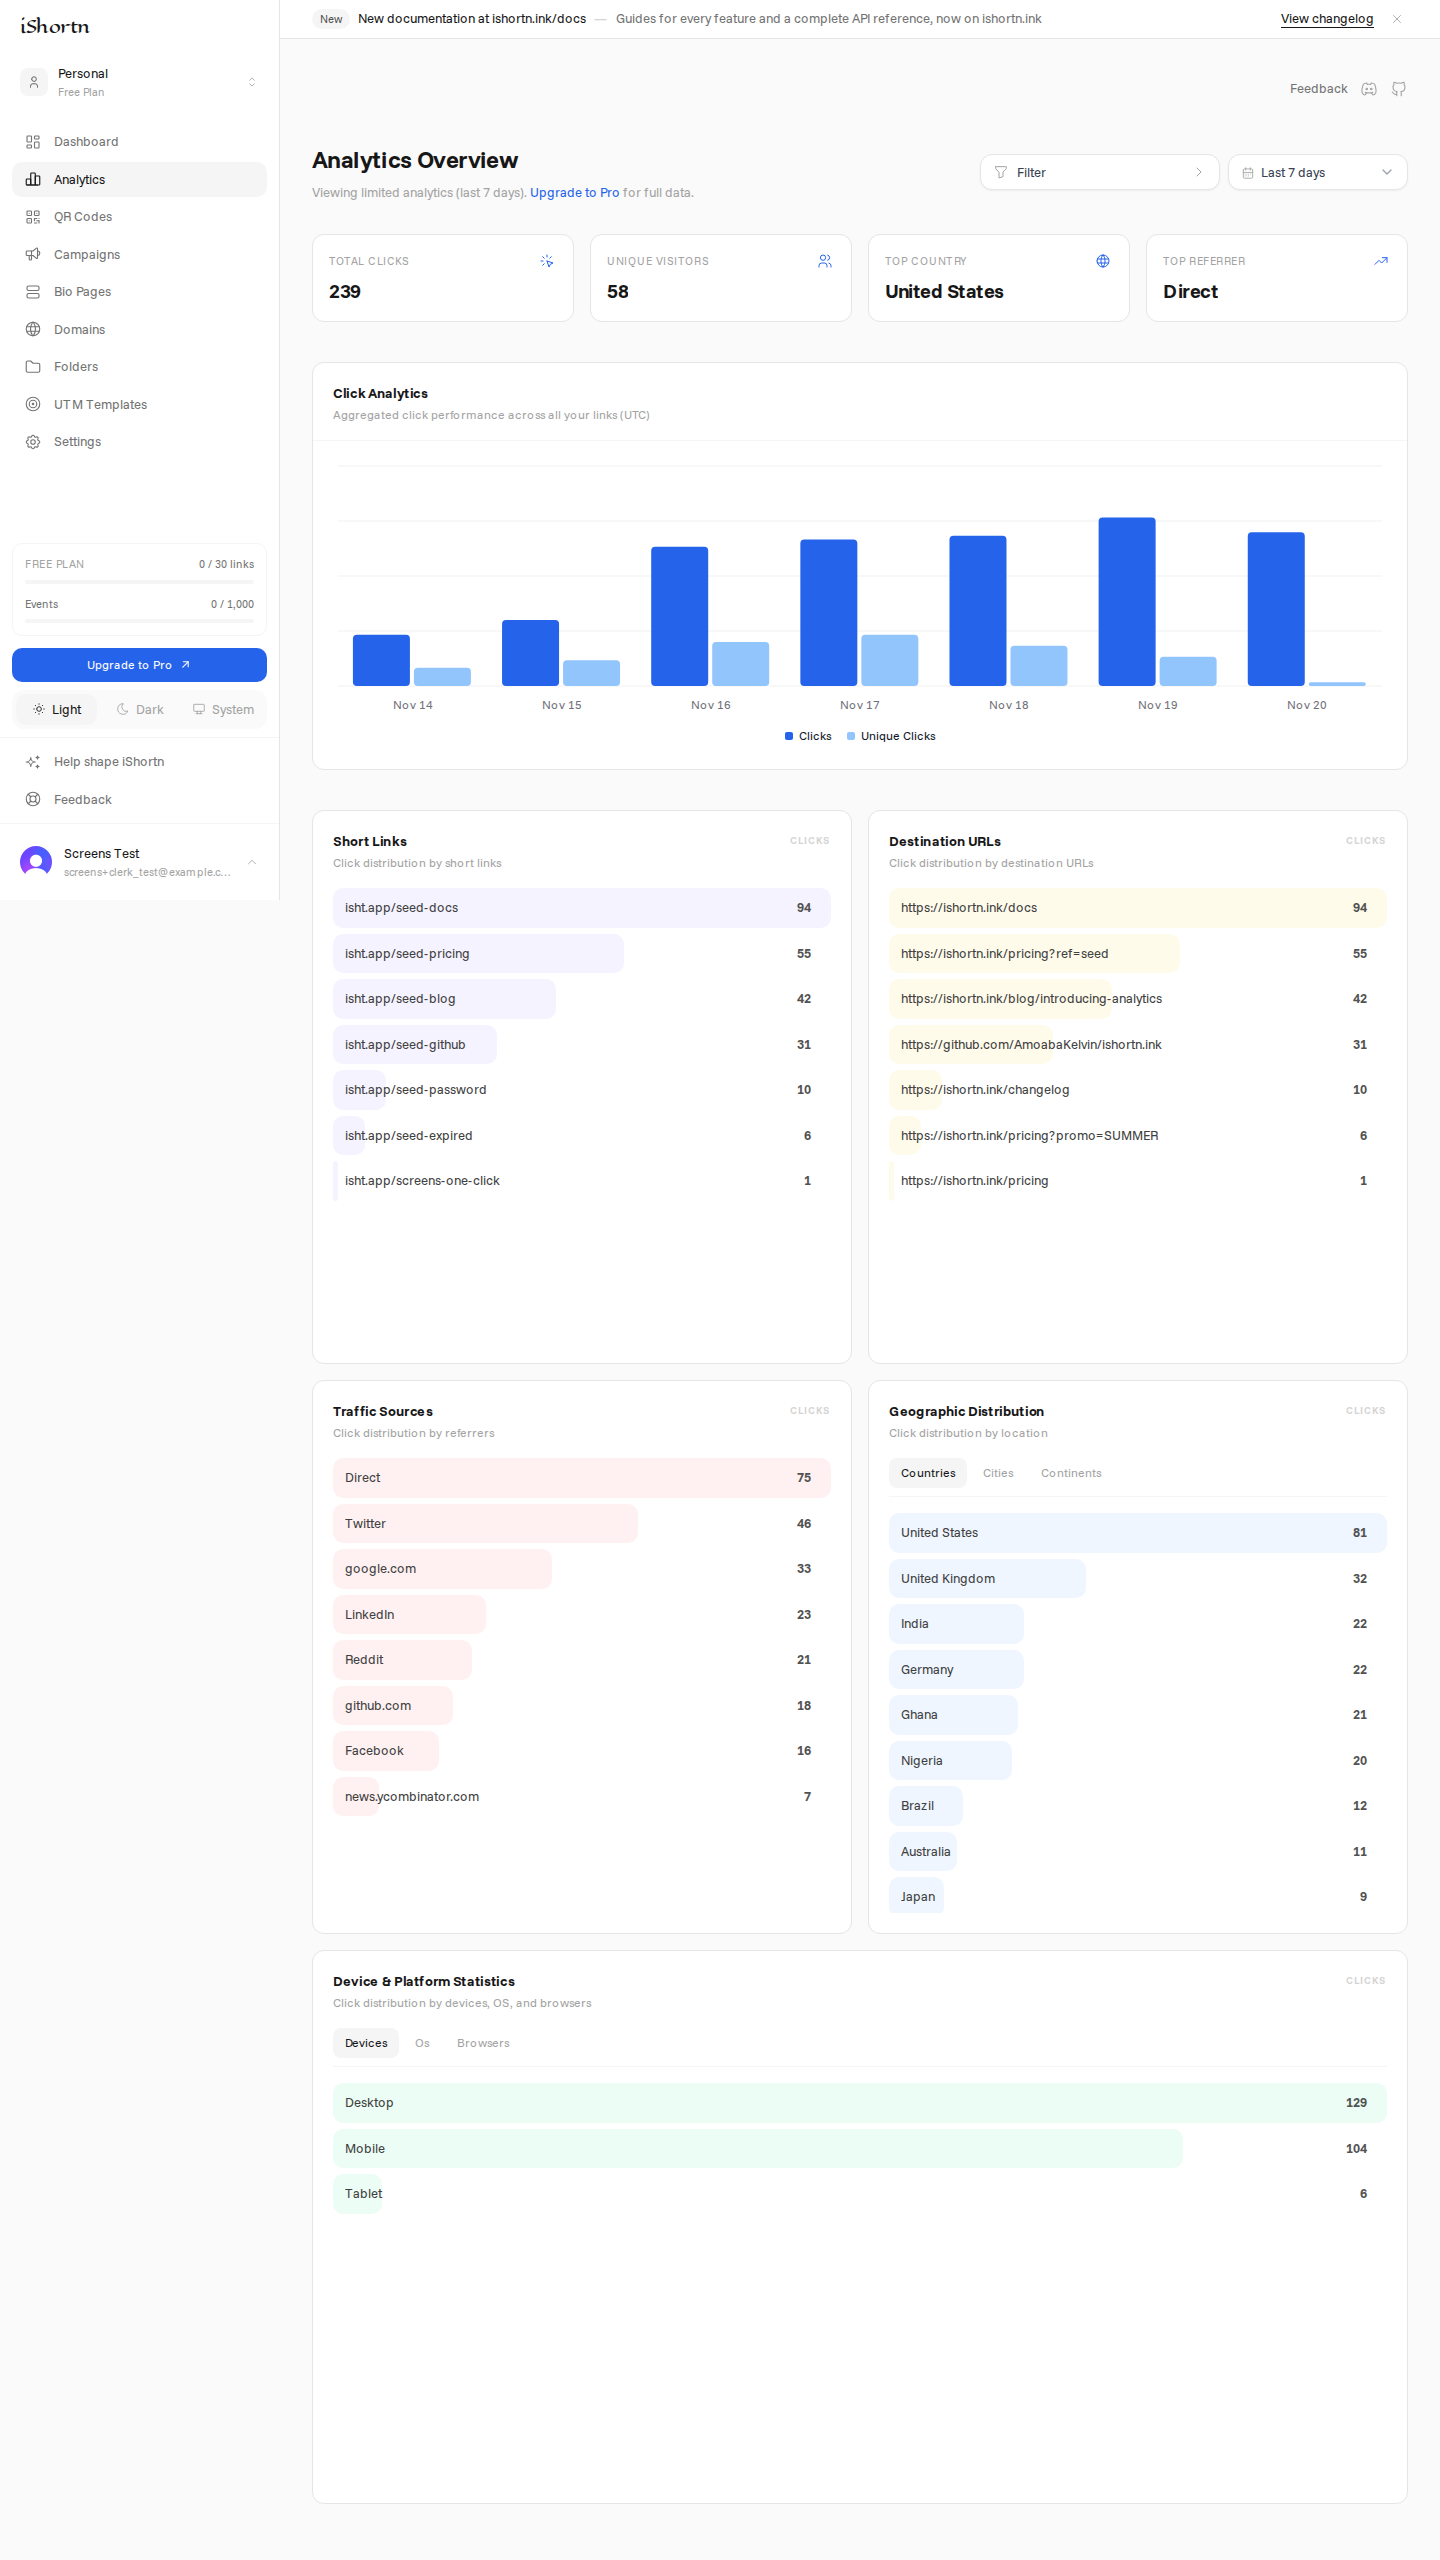 iShortn
Personal
Free Plan
Dashboard
Analytics
QR Codes
Campaigns
Bio Pages
Domains
Folders
UTM Templates
Settings
FREE PLAN 0 / 30 links
Events 0 / 1,000
Upgrade to Pro
Light Dark System
Help shape iShortn
Feedback
Screens Test
screens+clerk_test@example.c...
New New documentation at ishortn.ink/docs — Guides for every feature and a complete API reference, now on ishortn.ink View changelog
Feedback
Analytics Overview
Viewing limited analytics (last 7 days). Upgrade to Pro for full data.
Filter
Last 7 days
TOTAL CLICKS
239
UNIQUE VISITORS
58
TOP COUNTRY
United States
TOP REFERRER
Direct
Click Analytics
Aggregated click performance across all your links (UTC)
Nov 14 Nov 15 Nov 16 Nov 17 Nov 18 Nov 19 Nov 20
Clicks Unique Clicks
Short Links CLICKS
Click distribution by short links
isht.app/seed-docs 94
isht.app/seed-pricing 55
isht.app/seed-blog 42
isht.app/seed-github 31
isht.app/seed-password 10
isht.app/seed-expired 6
isht.app/screens-one-click 1
Destination URLs CLICKS
Click distribution by destination URLs
https://ishortn.ink/docs 94
https://ishortn.ink/pricing?ref=seed 55
https://ishortn.ink/blog/introducing-analytics 42
https://github.com/AmoabaKelvin/ishortn.ink 31
https://ishortn.ink/changelog 10
https://ishortn.ink/pricing?promo=SUMMER 6
https://ishortn.ink/pricing 1
Traffic Sources CLICKS
Click distribution by referrers
Direct 75
Twitter 46
google.com 33
LinkedIn 23
Reddit 21
github.com 18
Facebook 16
news.ycombinator.com 7
Geographic Distribution CLICKS
Click distribution by location
Countries Cities Continents
United States 81
United Kingdom 32
India 22
Germany 22
Ghana 21
Nigeria 20
Brazil 12
Australia 11
Japan 9
Device & Platform Statistics CLICKS
Click distribution by devices, OS, and browsers
Devices Os Browsers
Desktop 129
Mobile 104
Tablet 6